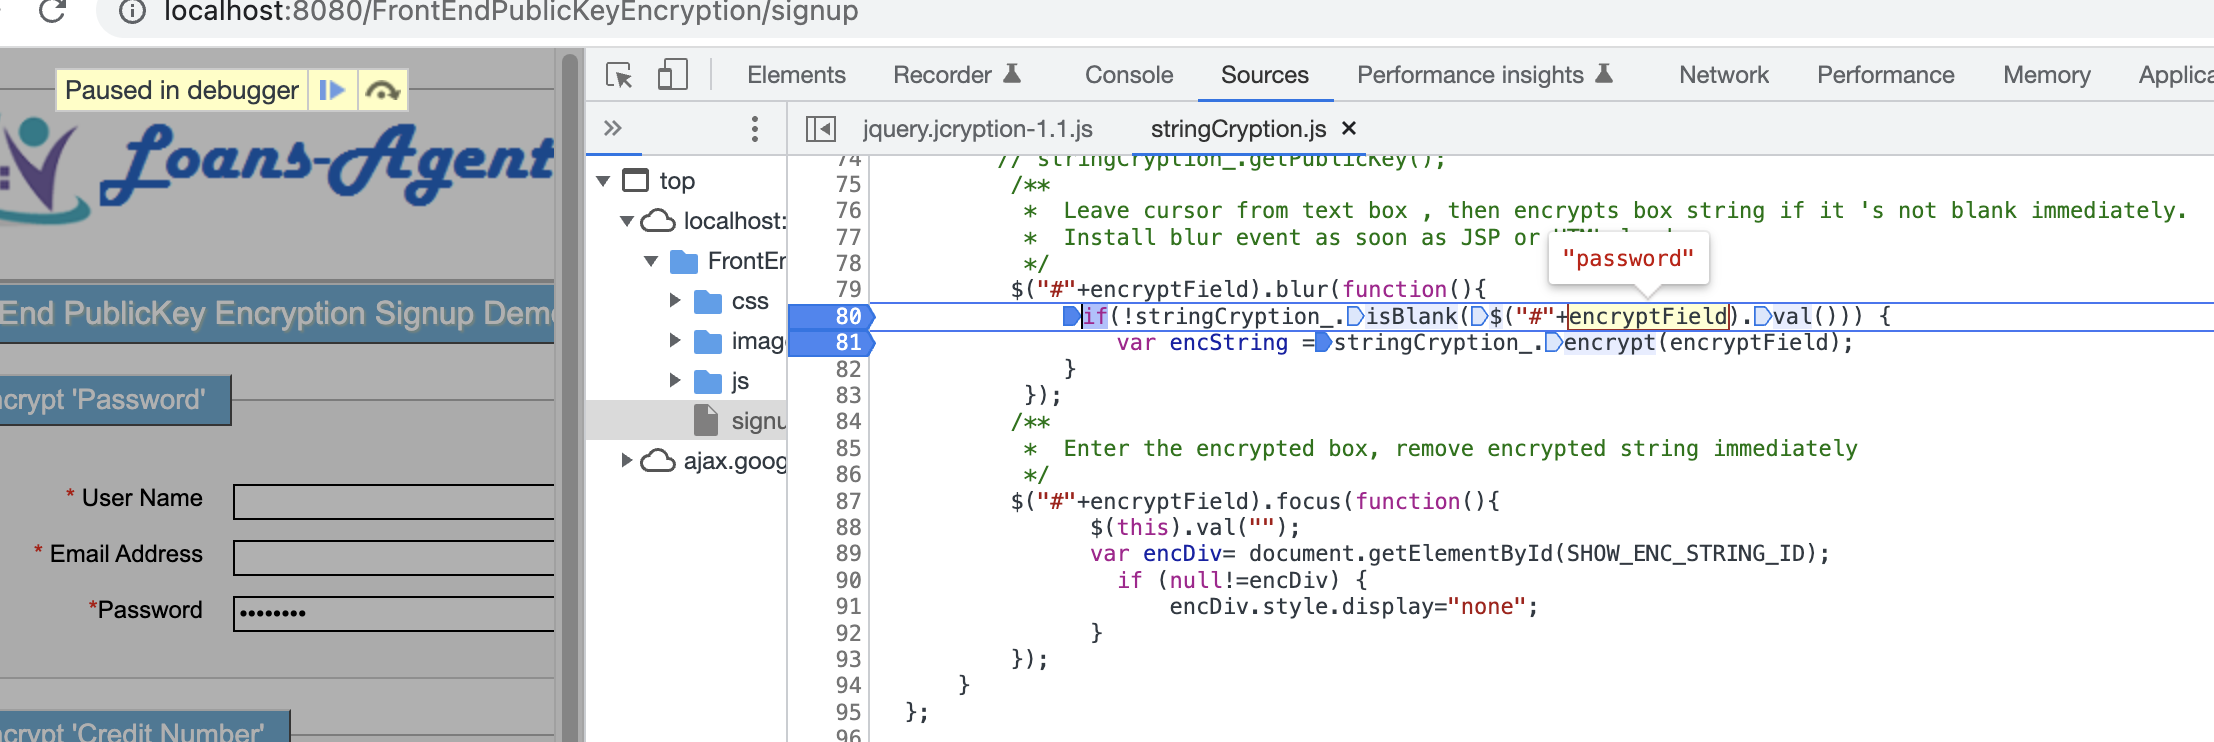 localhost:8080/FrontEndPublicKeyEncryption/signup
Paused in debugger
Loans-Agent
End PublicKey Encryption Signup Dem
ncrypt 'Password'
* User Name
* Email Address
*Password ••••••••
ncrypt 'Credit Number'
Elements Recorder Console Sources Performance insights Network Performance Memory Applica
» jquery.jcryption-1.1.js stringCryption.js ×
top
localhost:
FrontEr
css
imag
js
signu
ajax.goog
74 // stringCryption_.getPublicKey();
75 /**
76 * Leave cursor from text box , then encrypts box string if it 's not blank immediately.
77 * Install blur event as soon as JSP or
"password"
78 */
79 $("#"+encryptField).blur(function(){
80 if(!stringCryption_.isBlank($("#"+encryptField).val())) {
81 var encString =stringCryption_.encrypt(encryptField);
82 }
83 });
84 /**
85 * Enter the encrypted box, remove encrypted string immediately
86 */
87 $("#"+encryptField).focus(function(){
88 $(this).val("");
89 var encDiv= document.getElementById(SHOW_ENC_STRING_ID);
90 if (null!=encDiv) {
91 encDiv.style.display="none";
92 }
93 });
94 }
95 };
96